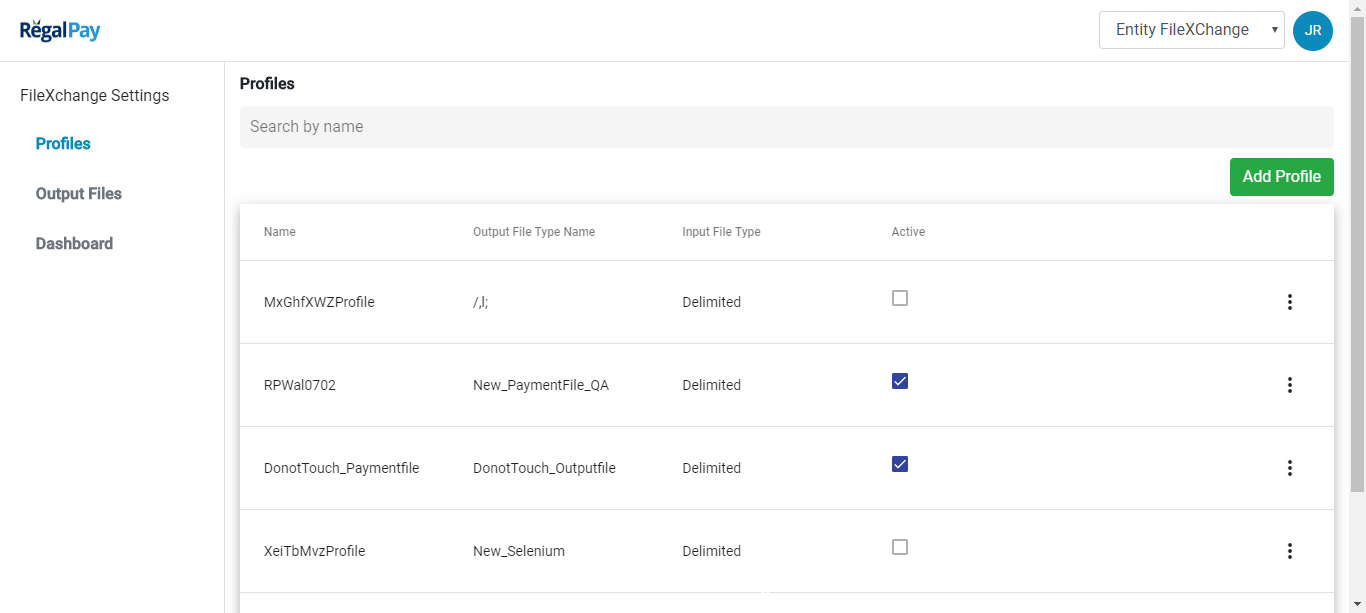 RegalPay
Entity FileXChange
JR
FileXchange Settings
Profiles
Output Files
Dashboard
Profiles
Search by name
Add Profile
Name Output File Type Name Input File Type Active
MxGhfXWZProfile /,l; Delimited
RPWal0702 New_PaymentFile_QA Delimited
DonotTouch_Paymentfile DonotTouch_Outputfile Delimited
XeiTbMvzProfile New_Selenium Delimited